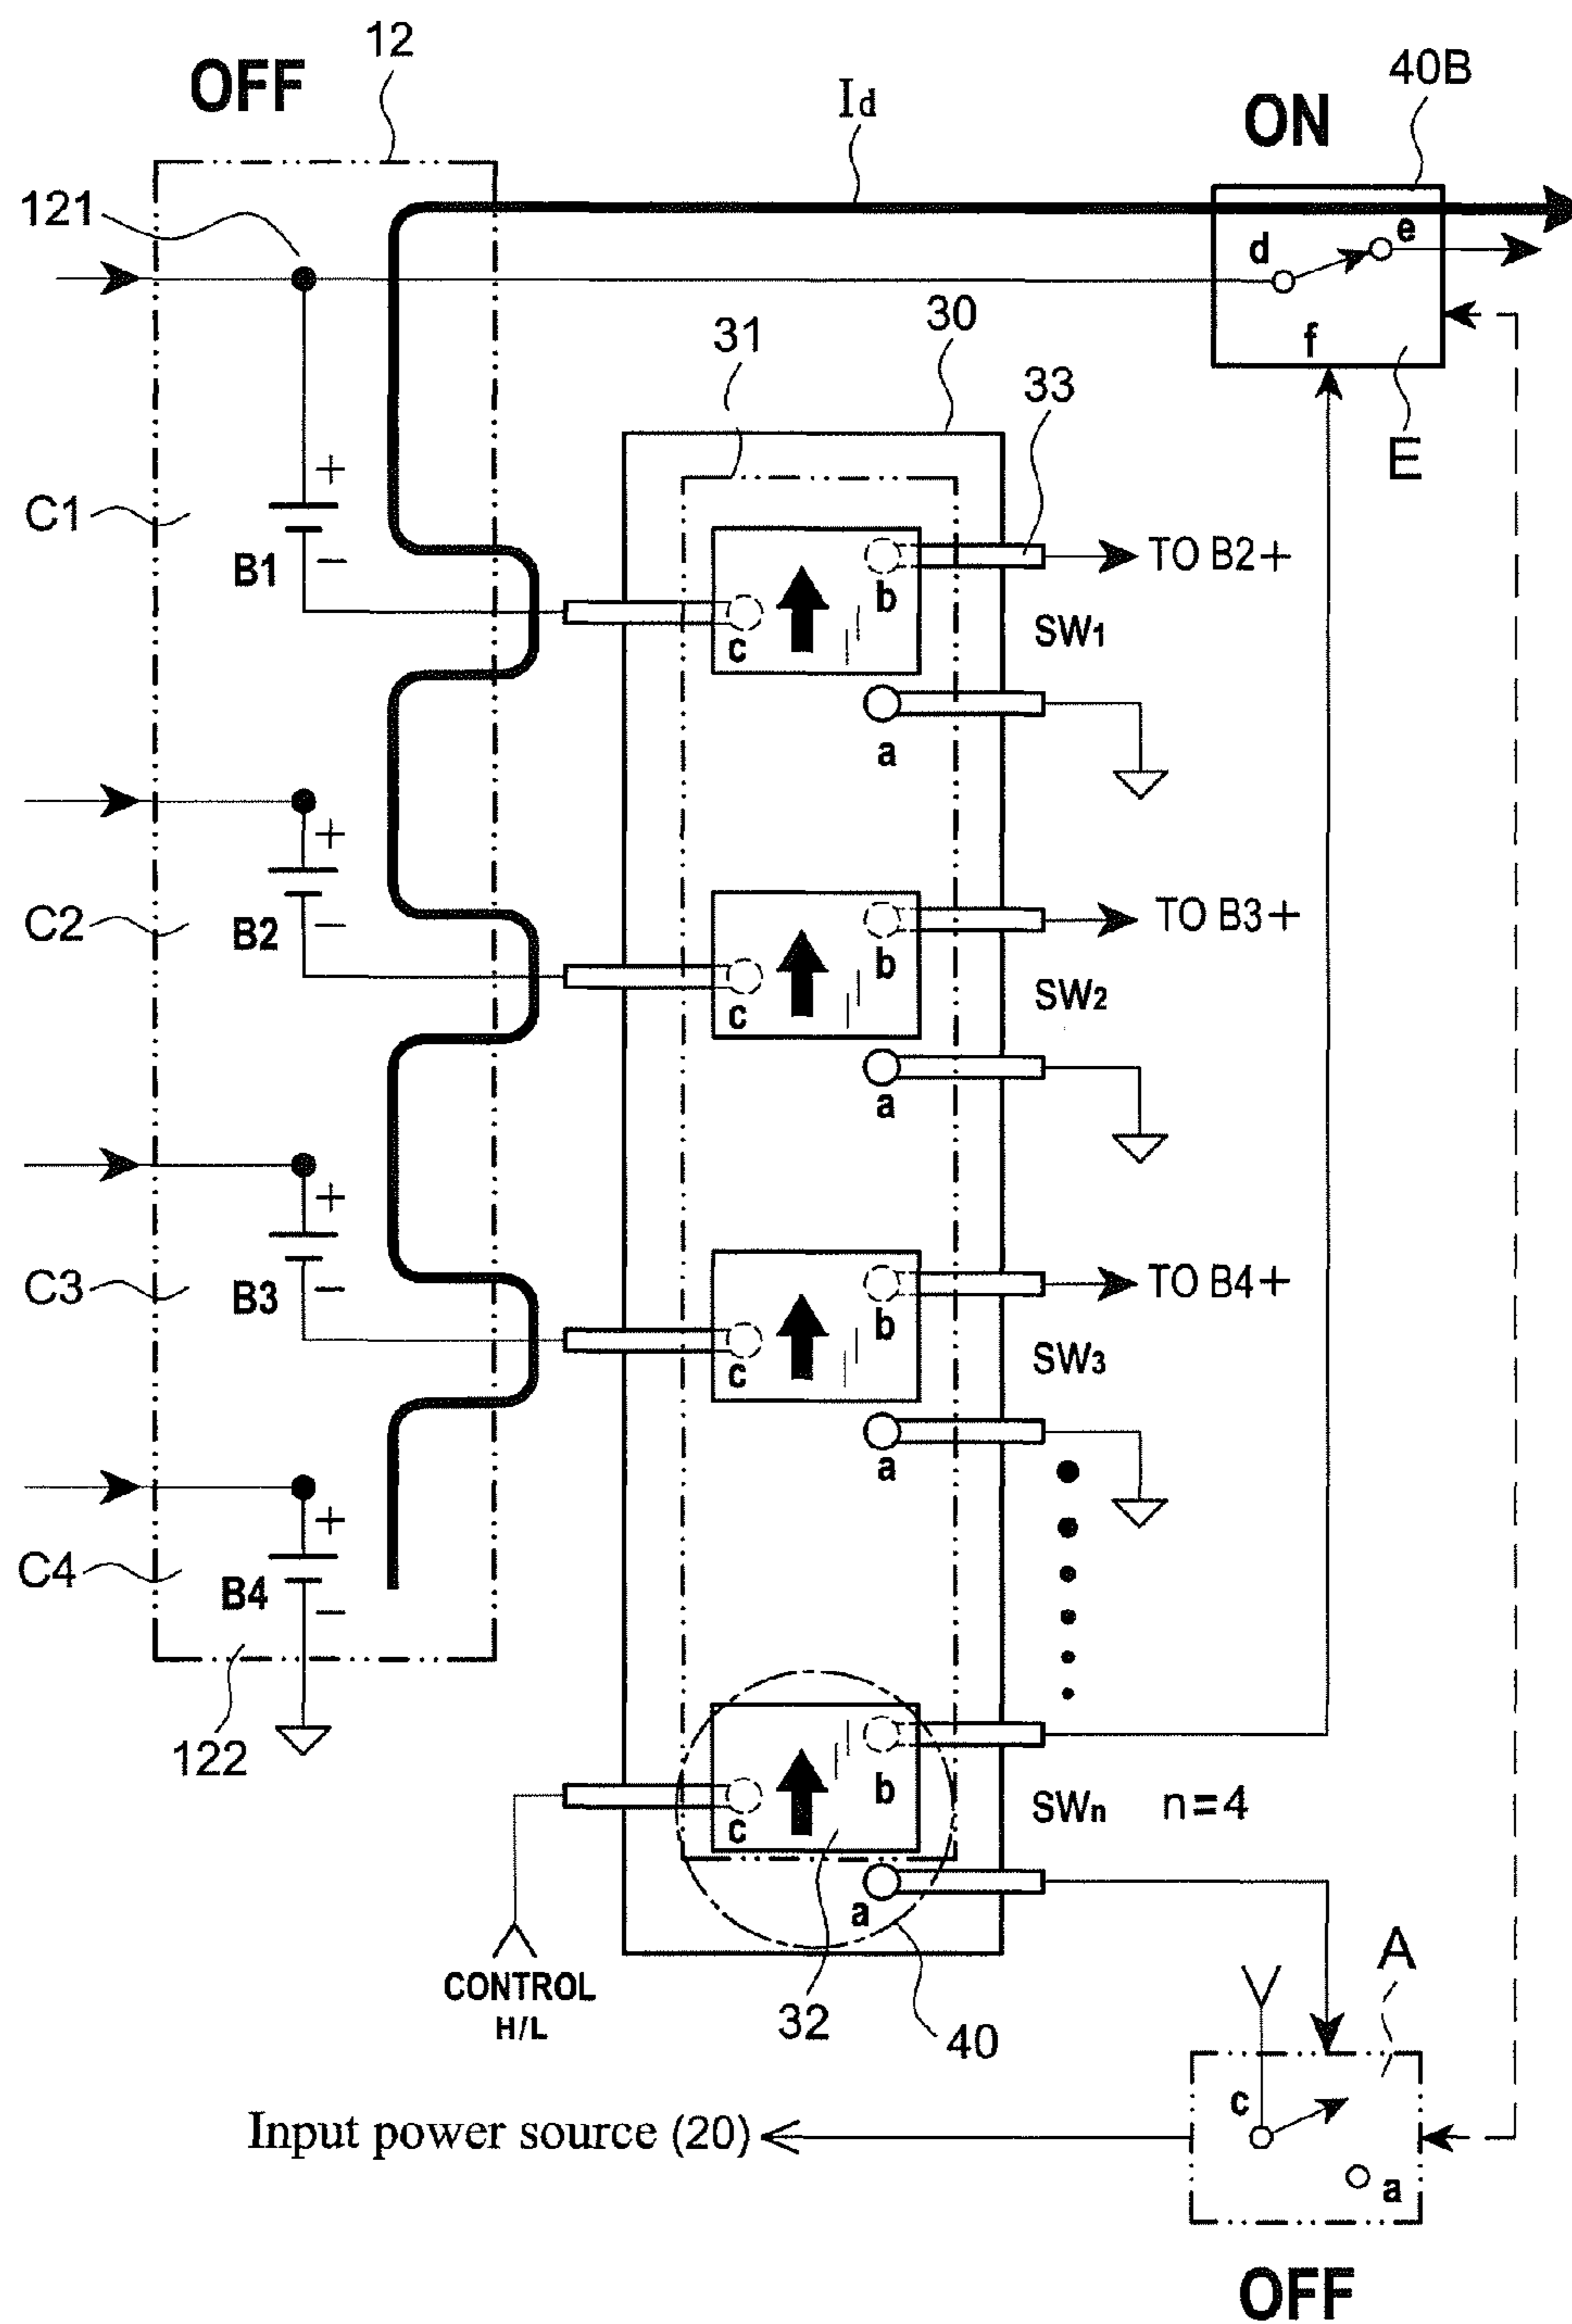 OFF
12
Id
ON
40B
121
d
e
f
E
31
30
33
C1
+
B1
−
b
c
TO B2+
SW1
a
C2
+
B2
−
b
c
TO B3+
SW2
a
C3
+
B3
−
b
c
TO B4+
SW3
a
C4
+
B4
−
122
b
c
SWn n=4
a
CONTROL
H/L
32
40
A
c
Input power source (20)
a
OFF